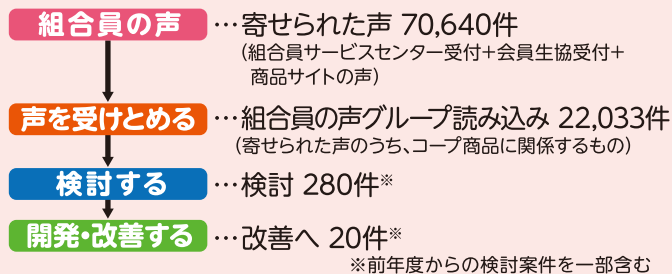 組合員の声 …寄せられた声 70,640件
(組合員サービスセンター受付+会員生協受付+
商品サイトの声)
声を受けとめる …組合員の声グループ読み込み 22,033件
(寄せられた声のうち、コープ商品に関係するもの)
検討する …検討 280件※
開発・改善する …改善へ 20件※
※前年度からの検討案件を一部含む